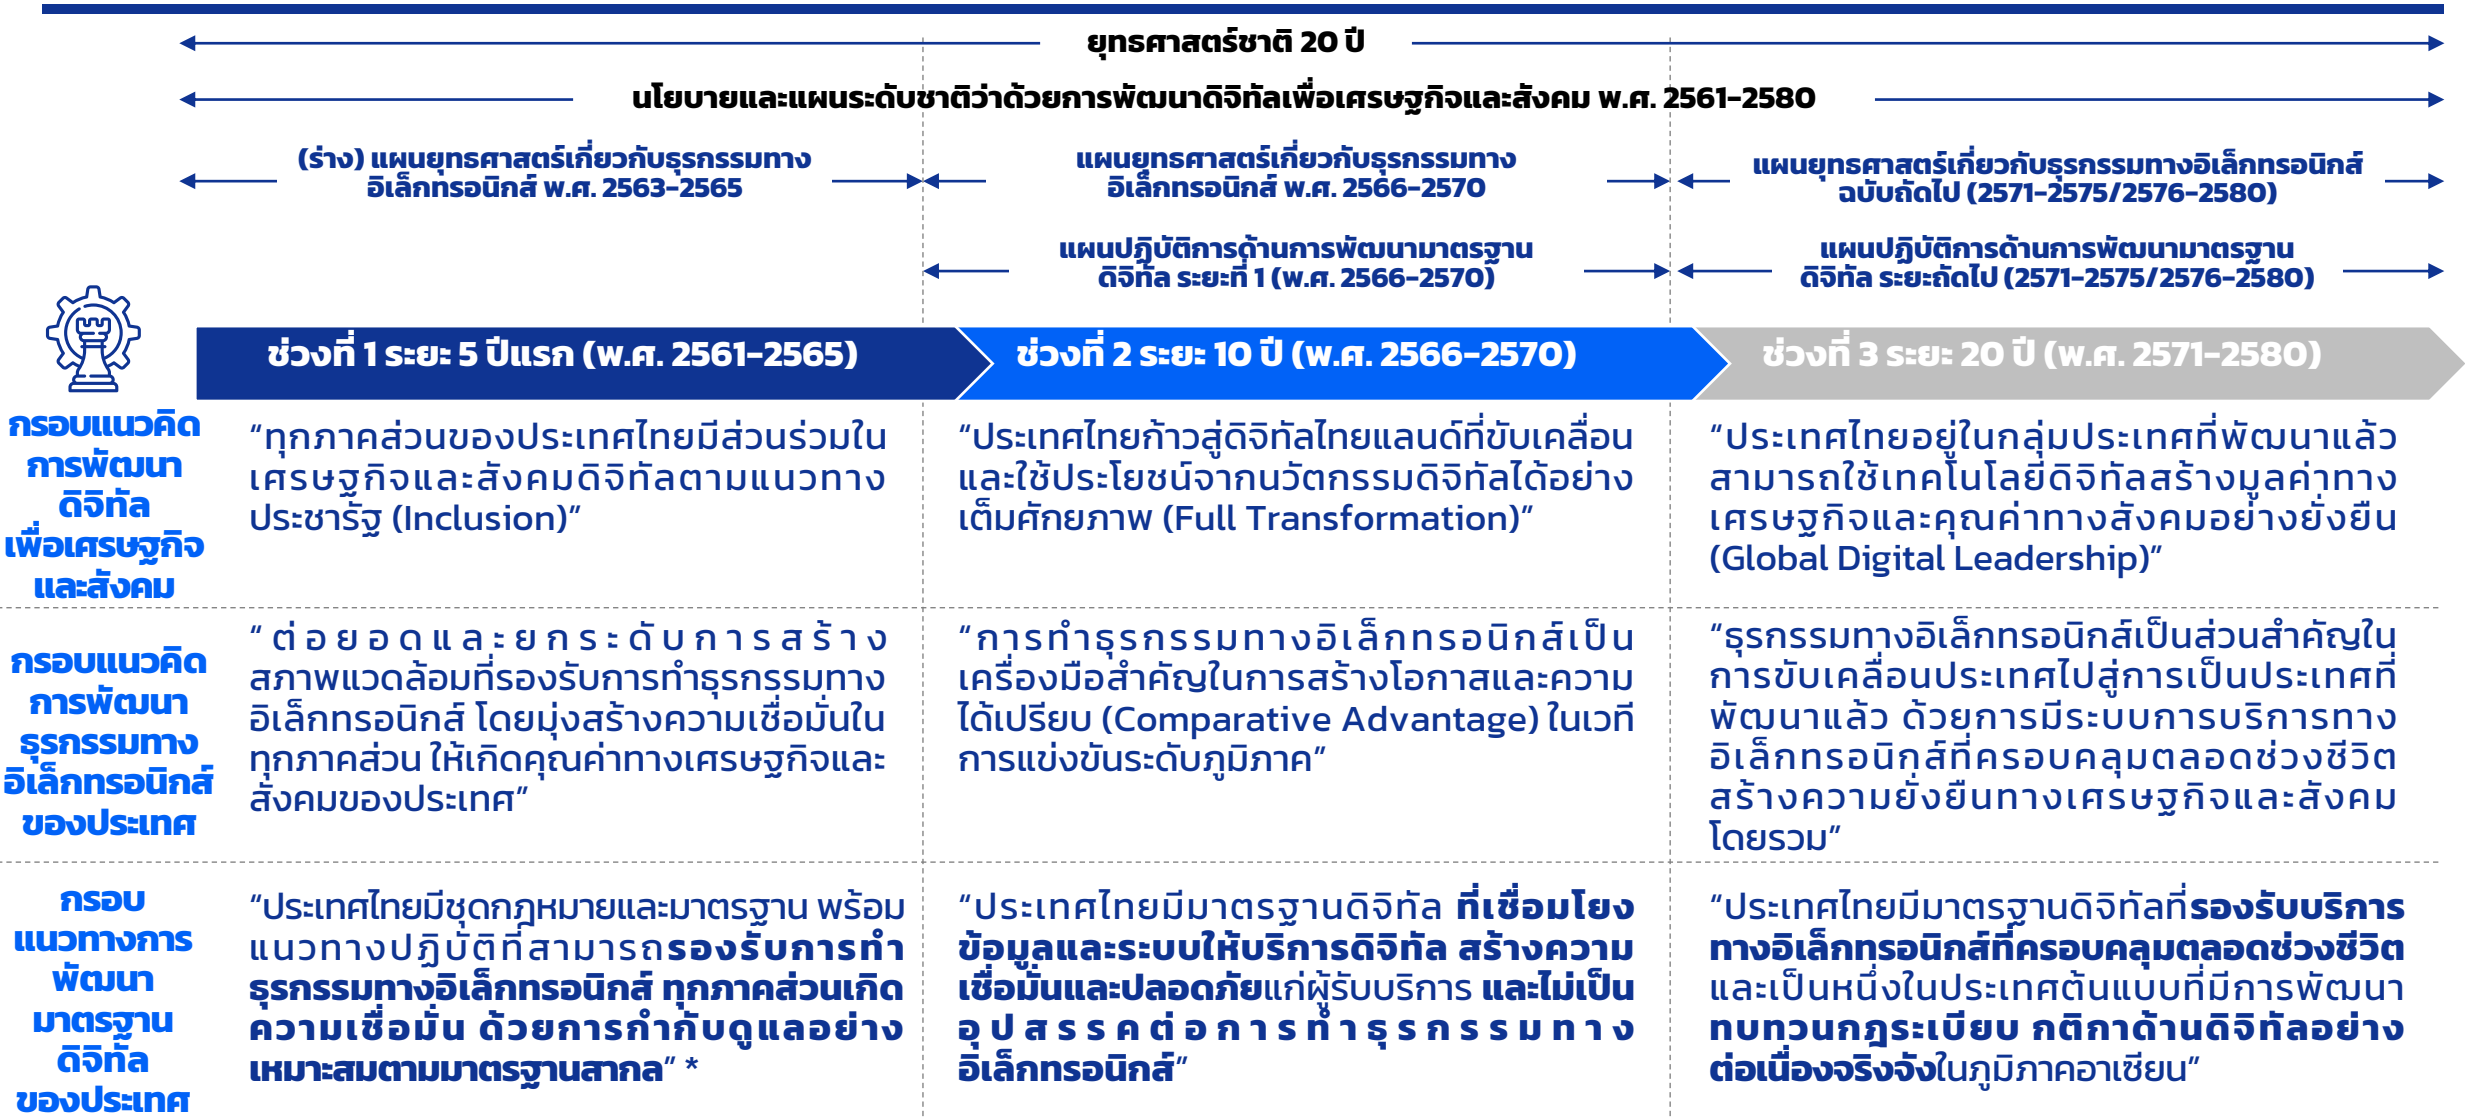 ยุทธศาสตร์ชาติ 20 ปี
นโยบายและแผนระดับชาติว่าด้วยการพัฒนาดิจิทัลเพื่อเศรษฐกิจและสังคม พ.ศ. 2561-2580
(ร่าง) แผนยุทธศาสตร์เกี่ยวกับธุรกรรมทาง
อิเล็กทรอนิกส์ พ.ศ. 2563-2565
แผนยุทธศาสตร์เกี่ยวกับธุรกรรมทาง
อิเล็กทรอนิกส์ พ.ศ. 2566-2570
แผนยุทธศาสตร์เกี่ยวกับธุรกรรมทางอิเล็กทรอนิกส์
ฉบับถัดไป (2571-2575/2576-2580)
แผนปฏิบัติการด้านการพัฒนามาตรฐาน
ดิจิทัล ระยะที่ 1 (พ.ศ. 2566-2570)
แผนปฏิบัติการด้านการพัฒนามาตรฐาน
ดิจิทัล ระยะถัดไป (2571-2575/2576-2580)
ช่วงที่ 1 ระยะ 5 ปีแรก (พ.ศ. 2561-2565)
ช่วงที่ 2 ระยะ 10 ปี (พ.ศ. 2566-2570)
ช่วงที่ 3 ระยะ 20 ปี (พ.ศ. 2571-2580)
กรอบแนวคิด
การพัฒนา
ดิจิทัล
เพื่อเศรษฐกิจ
และสังคม
“ทุกภาคส่วนของประเทศไทยมีส่วนร่วมใน
เศรษฐกิจและสังคมดิจิทัลตามแนวทาง
ประชารัฐ (Inclusion)”
“ประเทศไทยก้าวสู่ดิจิทัลไทยแลนด์ที่ขับเคลื่อน
และใช้ประโยชน์จากนวัตกรรมดิจิทัลได้อย่าง
เต็มศักยภาพ (Full Transformation)”
“ประเทศไทยอยู่ในกลุ่มประเทศที่พัฒนาแล้ว
สามารถใช้เทคโนโลยีดิจิทัลสร้างมูลค่าทาง
เศรษฐกิจและคุณค่าทางสังคมอย่างยั่งยืน
(Global Digital Leadership)”
กรอบแนวคิด
การพัฒนา
ธุรกรรมทาง
อิเล็กทรอนิกส์
ของประเทศ
“ต่อยอดและยกระดับการสร้าง
สภาพแวดล้อมที่รองรับการทำธุรกรรมทาง
อิเล็กทรอนิกส์ โดยมุ่งสร้างความเชื่อมั่นใน
ทุกภาคส่วน ให้เกิดคุณค่าทางเศรษฐกิจและ
สังคมของประเทศ”
“การทำธุรกรรมทางอิเล็กทรอนิกส์เป็น
เครื่องมือสำคัญในการสร้างโอกาสและความ
ได้เปรียบ (Comparative Advantage) ในเวที
การแข่งขันระดับภูมิภาค”
“ธุรกรรมทางอิเล็กทรอนิกส์เป็นส่วนสำคัญใน
การขับเคลื่อนประเทศไปสู่การเป็นประเทศที่
พัฒนาแล้ว ด้วยการมีระบบการบริการทาง
อิเล็กทรอนิกส์ที่ครอบคลุมตลอดช่วงชีวิต
สร้างความยั่งยืนทางเศรษฐกิจและสังคม
โดยรวม”
กรอบ
แนวทางการ
พัฒนา
มาตรฐาน
ดิจิทัล
ของประเทศ
“ประเทศไทยมีชุดกฎหมายและมาตรฐาน พร้อม
แนวทางปฏิบัติที่สามารถรองรับการทำ
ธุรกรรมทางอิเล็กทรอนิกส์ ทุกภาคส่วนเกิด
ความเชื่อมั่น ด้วยการกำกับดูแลอย่าง
เหมาะสมตามมาตรฐานสากล” *
“ประเทศไทยมีมาตรฐานดิจิทัล ที่เชื่อมโยง
ข้อมูลและระบบให้บริการดิจิทัล สร้างความ
เชื่อมั่นและปลอดภัยแก่ผู้รับบริการ และไม่เป็น
อุปสรรคต่อการทำธุรกรรมทาง
อิเล็กทรอนิกส์”
“ประเทศไทยมีมาตรฐานดิจิทัลที่รองรับบริการ
ทางอิเล็กทรอนิกส์ที่ครอบคลุมตลอดช่วงชีวิต
และเป็นหนึ่งในประเทศต้นแบบที่มีการพัฒนา
ทบทวนกฎระเบียบ กติกาด้านดิจิทัลอย่าง
ต่อเนื่องจริงจังในภูมิภาคอาเซียน”